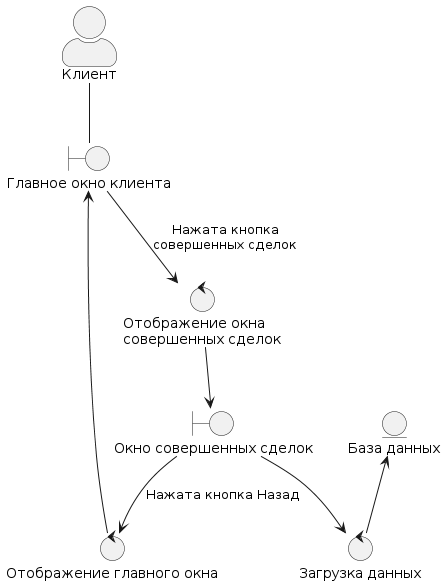 Клиент
Главное окно клиента
Нажата кнопка
совершенных сделок
Отображение окна
совершенных сделок
Окно совершенных сделок
База данных
Нажата кнопка Назад
Отображение главного окна
Загрузка данных